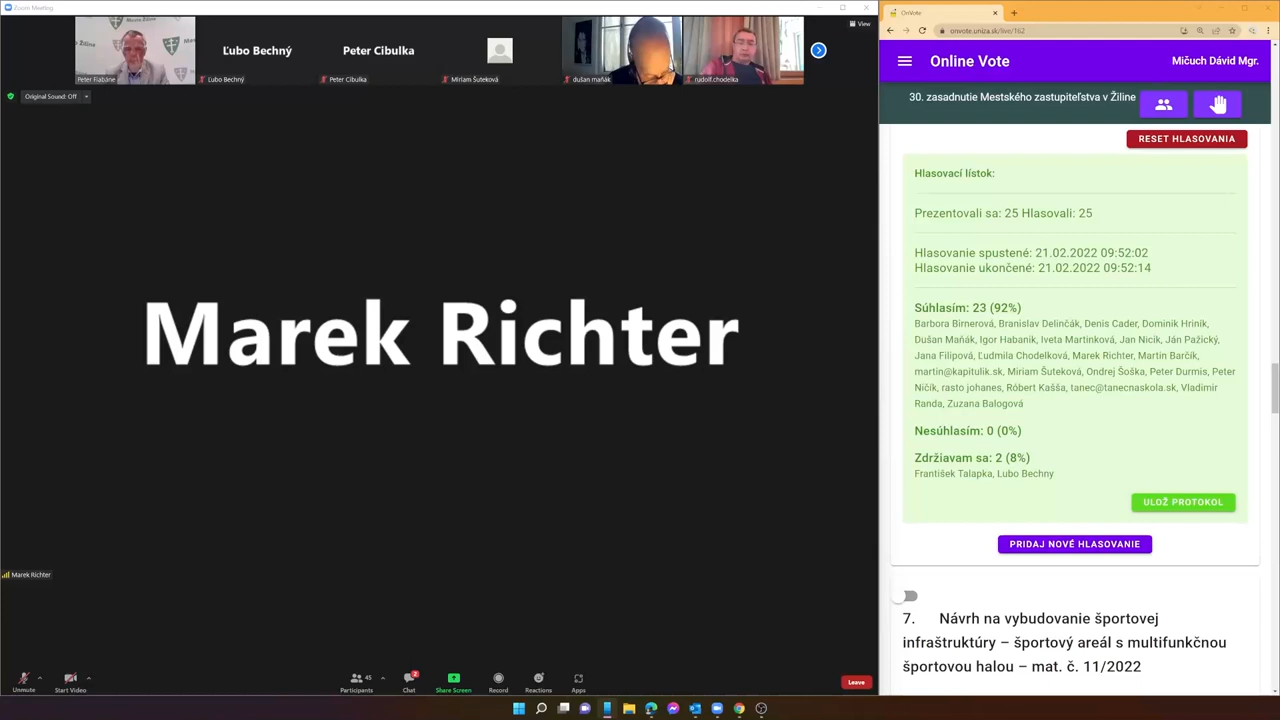 Zoom Meeting
View
Ľubo Bechný
Peter Cibulka
Peter Fiabáne
Ľubo Bechný
Peter Cibulka
Miriam Šuteková
dušan maňák
rudolf.chodelka
Original Sound: Off
Marek Richter
Marek Richter
Unmute
Start Video
45
Participants
2
Chat
Share Screen
Record
Reactions
Apps
Leave
OnVote
onvote.uniza.sk/live/162
Online Vote
Mičuch Dávid Mgr.
30. zasadnutie Mestského zastupiteľstva v Žiline
RESET HLASOVANIA
Hlasovací lístok:
Prezentovali sa: 25 Hlasovali: 25
Hlasovanie spustené: 21.02.2022 09:52:02
Hlasovanie ukončené: 21.02.2022 09:52:14
Súhlasím: 23 (92%)
Barbora Birnerová, Branislav Delinčák, Denis Cader, Dominik Hriník,
Dušan Maňák, Igor Habaník, Iveta Martinková, Jan Nicík, Ján Pažický,
Jana Filipová, Ľudmila Chodelková, Marek Richter, Martin Barčík,
martin@kapitulik.sk, Miriam Šuteková, Ondrej Šoška, Peter Durmis, Peter
Ničík, rasto johanes, Róbert Kašša, tanec@tanecnaskola.sk, Vladimir
Randa, Zuzana Balogová
Nesúhlasím: 0 (0%)
Zdržiavam sa: 2 (8%)
František Talapka, Lubo Bechny
ULOŽ PROTOKOL
PRIDAJ NOVÉ HLASOVANIE
7. Návrh na vybudovanie športovej
infraštruktúry – športový areál s multifunkčnou
športovou halou – mat. č. 11/2022